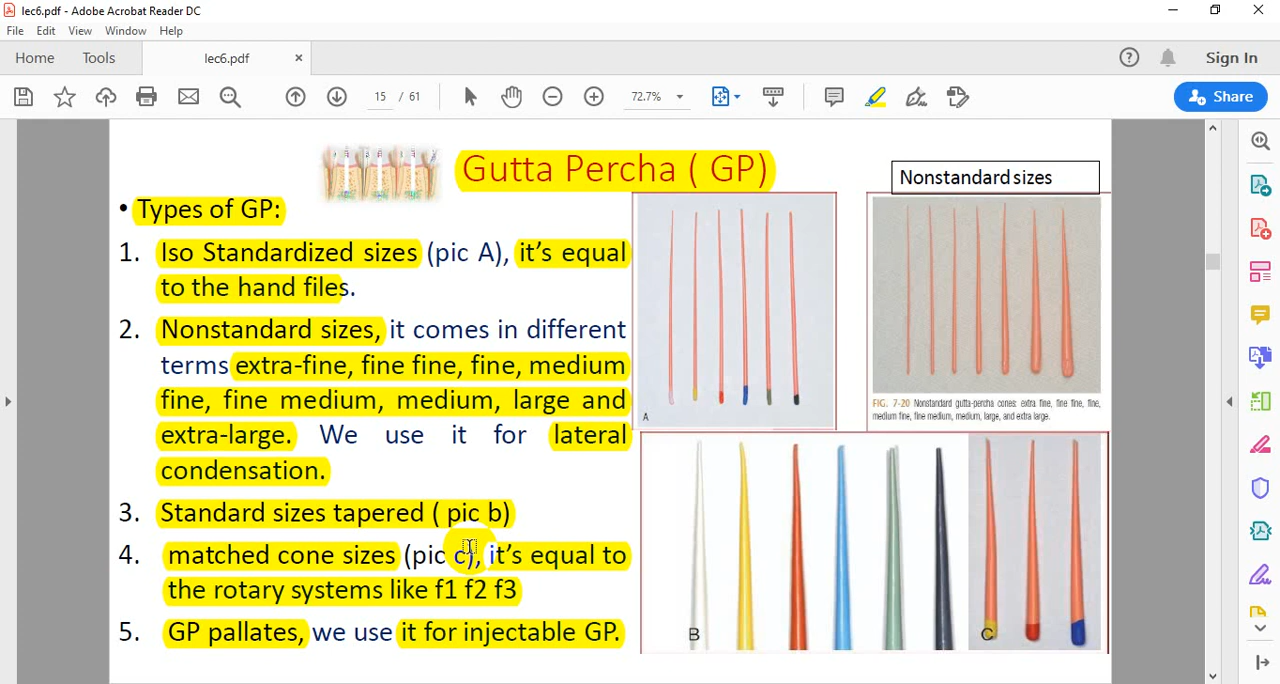 lec6.pdf - Adobe Acrobat Reader DC
File Edit View Window Help
Home Tools lec6.pdf × Sign In
15 / 61 72.7% Share
Gutta Percha ( GP)
Nonstandard sizes
• Types of GP:
1. Iso Standardized sizes (pic A), it’s equal
to the hand files.
2. Nonstandard sizes, it comes in different
terms extra-fine, fine fine, fine, medium
fine, fine medium, medium, large and
extra-large. We use it for lateral
condensation.
3. Standard sizes tapered ( pic b)
4. matched cone sizes (pic c), it’s equal to
the rotary systems like f1 f2 f3
5. GP pallates, we use it for injectable GP.
A
FIG. 7-20 Nonstandard gutta-percha cones: extra fine, fine fine, fine,
medium fine, fine medium, medium, large, and extra large.
B
C